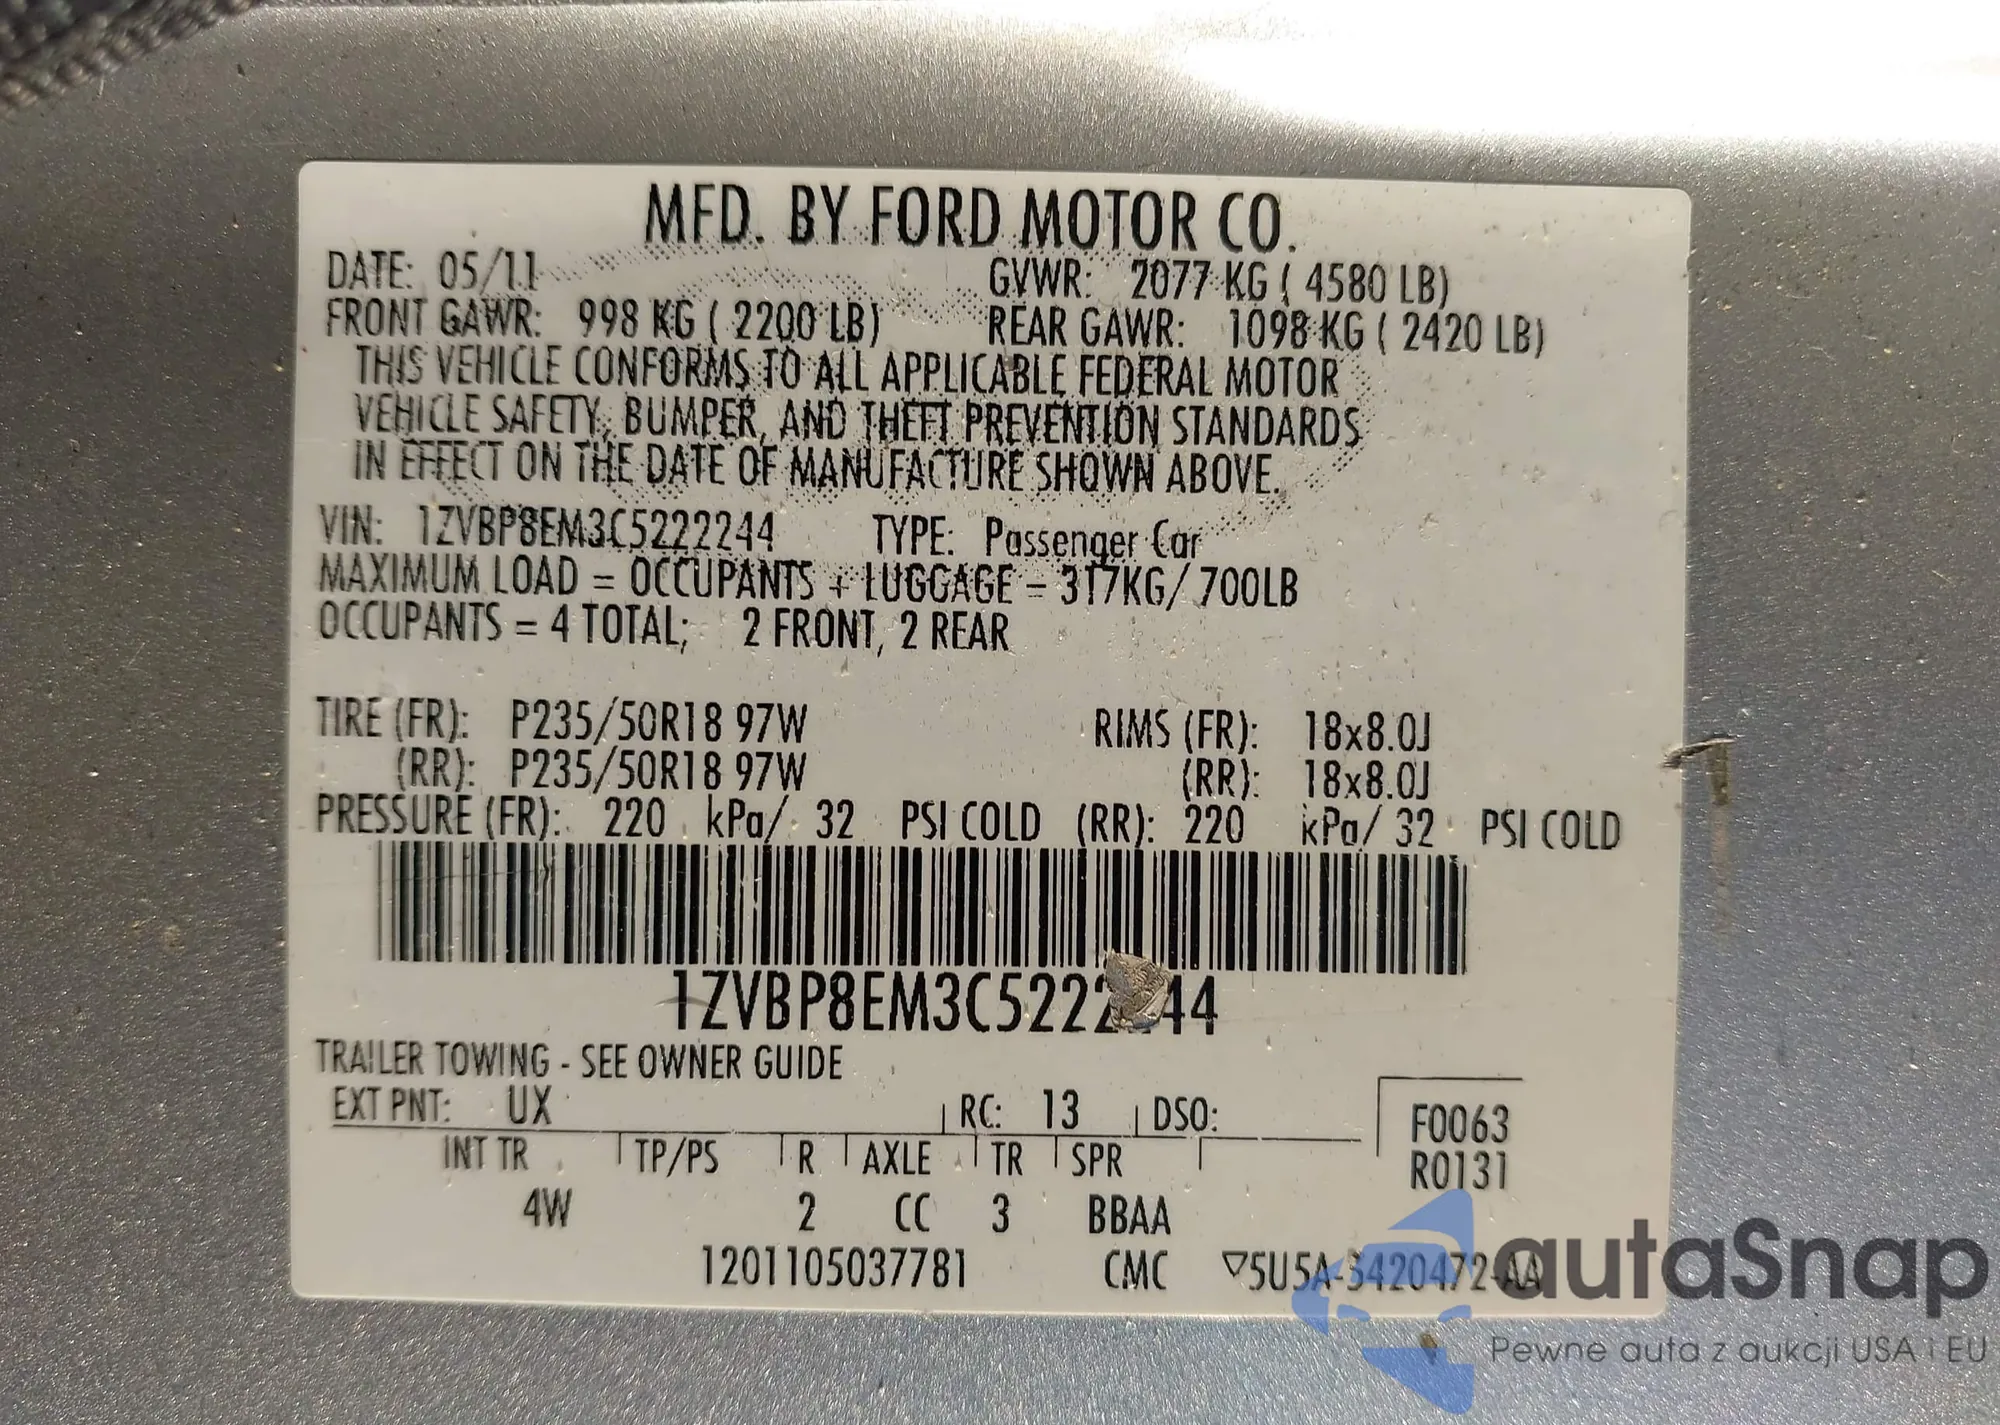 MFD. BY FORD MOTOR CO.
DATE: 05/11 GVWR: 2077 KG ( 4580 LB)
FRONT GAWR: 998 KG ( 2200 LB) REAR GAWR: 1098 KG ( 2420 LB)
THIS VEHICLE CONFORMS TO ALL APPLICABLE FEDERAL MOTOR
VEHICLE SAFETY, BUMPER, AND THEFT PREVENTION STANDARDS
IN EFFECT ON THE DATE OF MANUFACTURE SHOWN ABOVE.
VIN: 1ZVBP8EM3C5222244 TYPE: Passenger Car
MAXIMUM LOAD = OCCUPANTS + LUGGAGE = 317KG/ 700LB
OCCUPANTS = 4 TOTAL; 2 FRONT, 2 REAR
TIRE (FR): P235/50R18 97W RIMS (FR): 18x8.0J
(RR): P235/50R18 97W (RR): 18x8.0J
PRESSURE (FR): 220 kPa/ 32 PSI COLD (RR): 220 kPa/ 32 PSI COLD
1ZVBP8EM3C5222244
TRAILER TOWING - SEE OWNER GUIDE
EXT PNT: UX RC: 13 DSO: F0063
INT TR TP/PS R AXLE TR SPR R0131
4W 2 CC 3 BBAA
1201105037781 CMC ▽5U5A-3420472-AA
autaSnap
Pewne auta z aukcji USA i EU